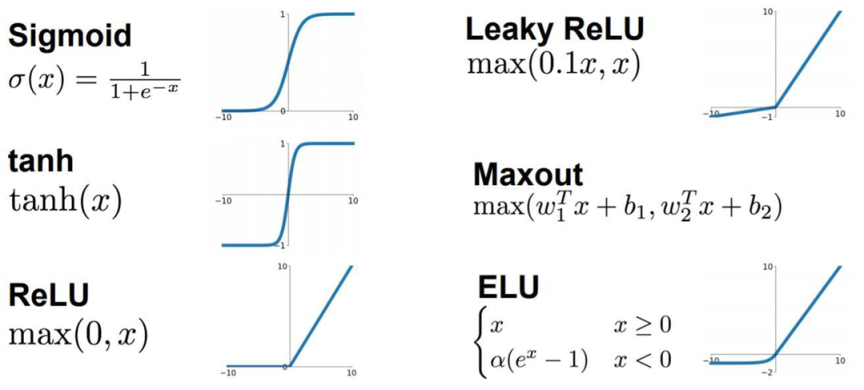 Sigmoid
σ(x) = 1/(1+e^{-x})
1
0
-10
10
tanh
tanh(x)
1
-10
10
-1
ReLU
max(0, x)
10
0
-10
10
Leaky ReLU
max(0.1x, x)
10
-10
-1
10
Maxout
max(w_1^T x + b_1, w_2^T x + b_2)
ELU
x x ≥ 0
α(e^x − 1) x < 0
10
-10
-2
10